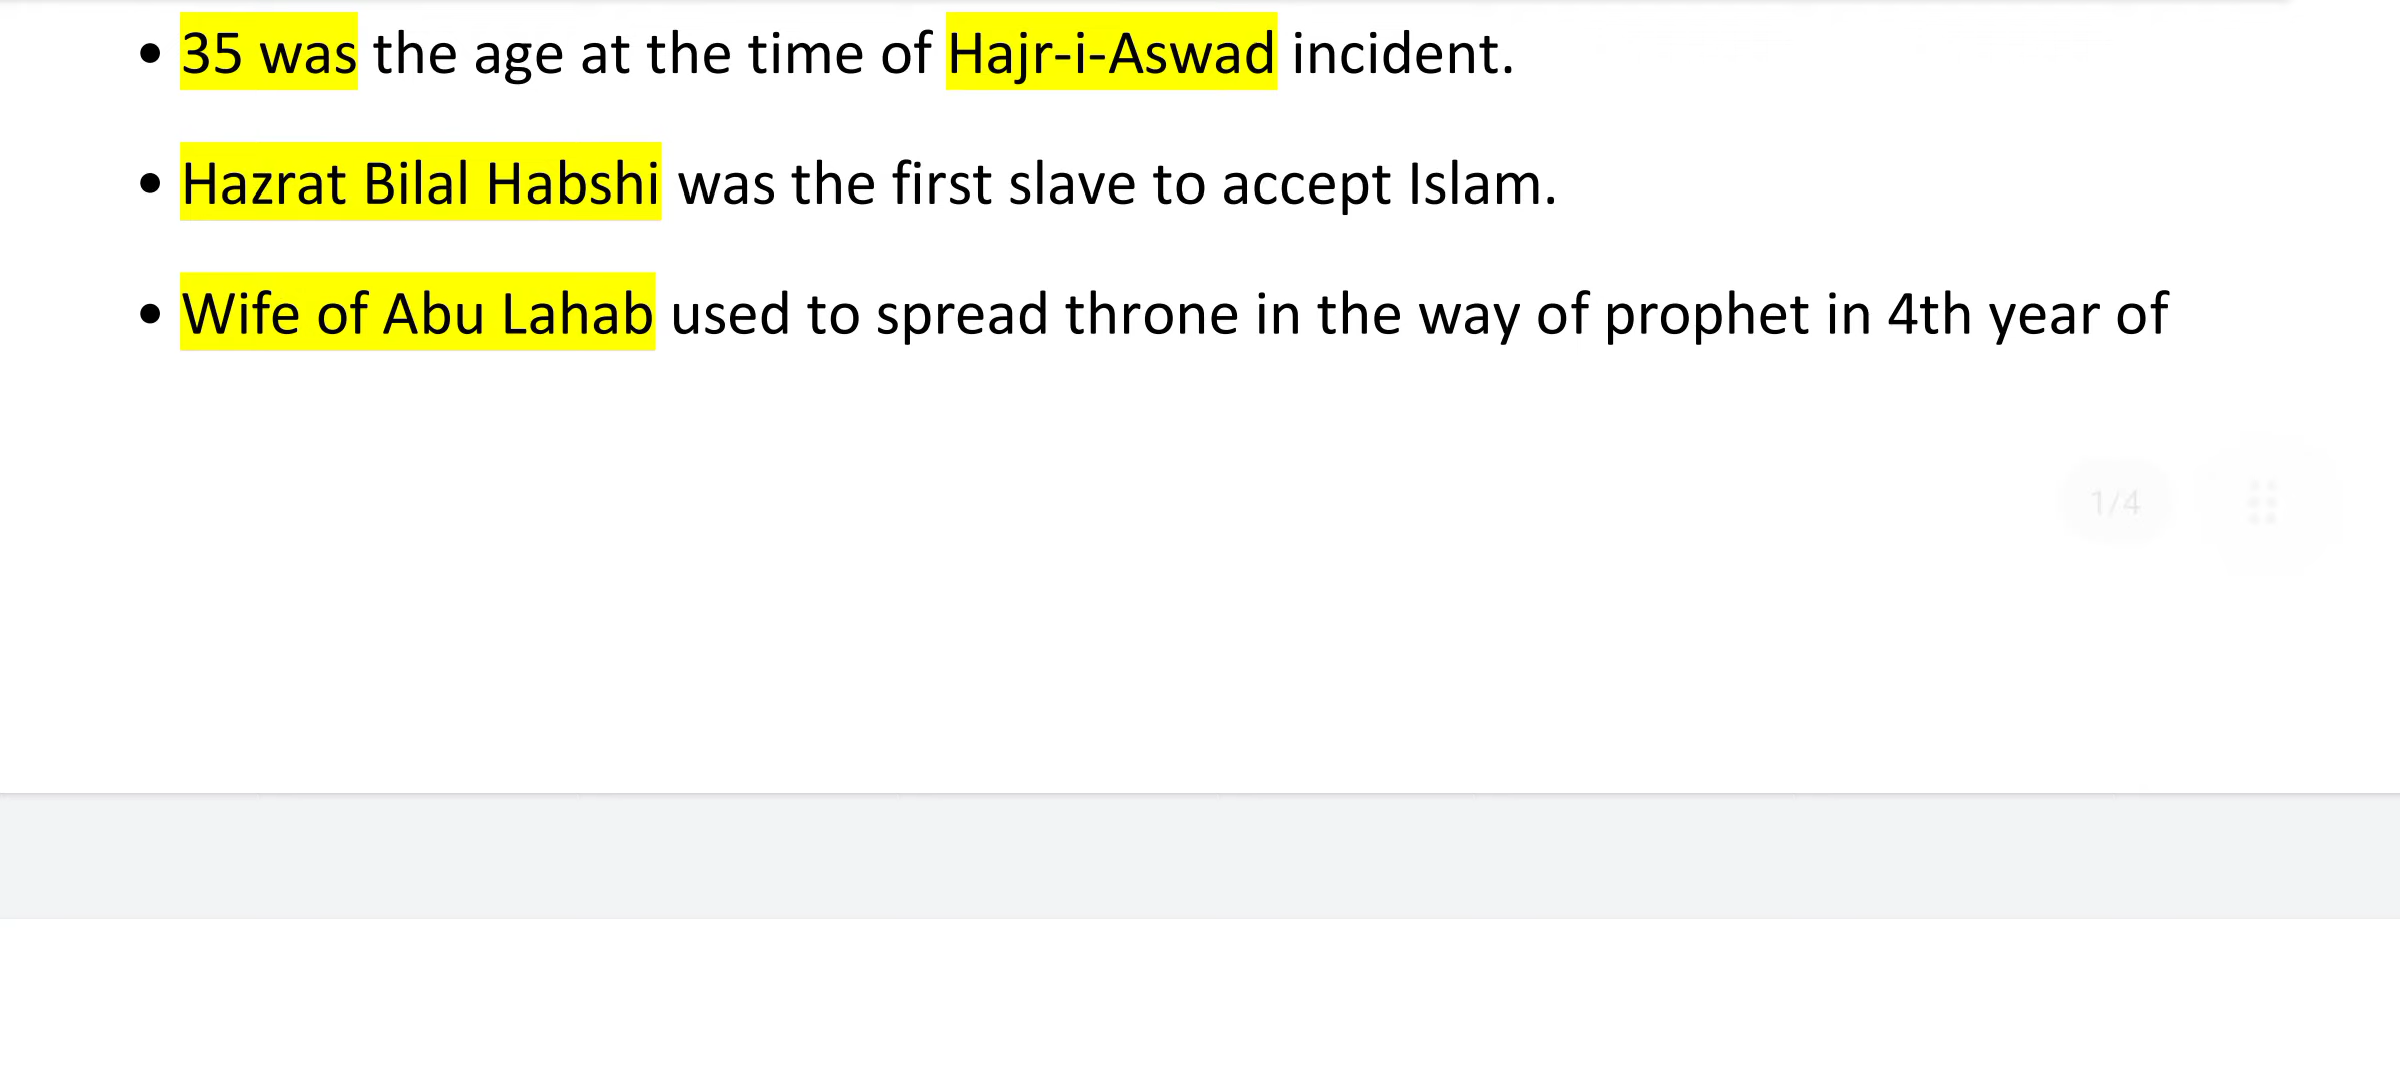 • 35 was the age at the time of Hajr-i-Aswad incident.
• Hazrat Bilal Habshi was the first slave to accept Islam.
• Wife of Abu Lahab used to spread throne in the way of prophet in 4th year of
1/4